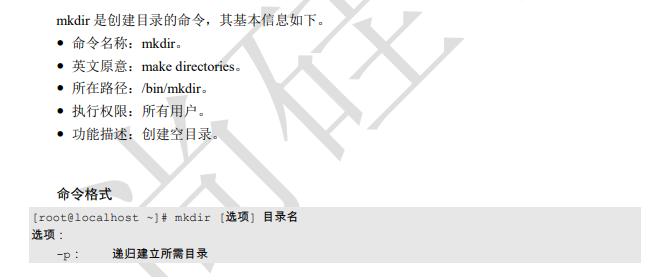 mkdir 是创建目录的命令，其基本信息如下。
● 命令名称：mkdir。
● 英文原意：make directories。
● 所在路径：/bin/mkdir。
● 执行权限：所有用户。
● 功能描述：创建空目录。
命令格式
[root@localhost ~]# mkdir [选项] 目录名
选项：
-p： 递归建立所需目录
尚硅